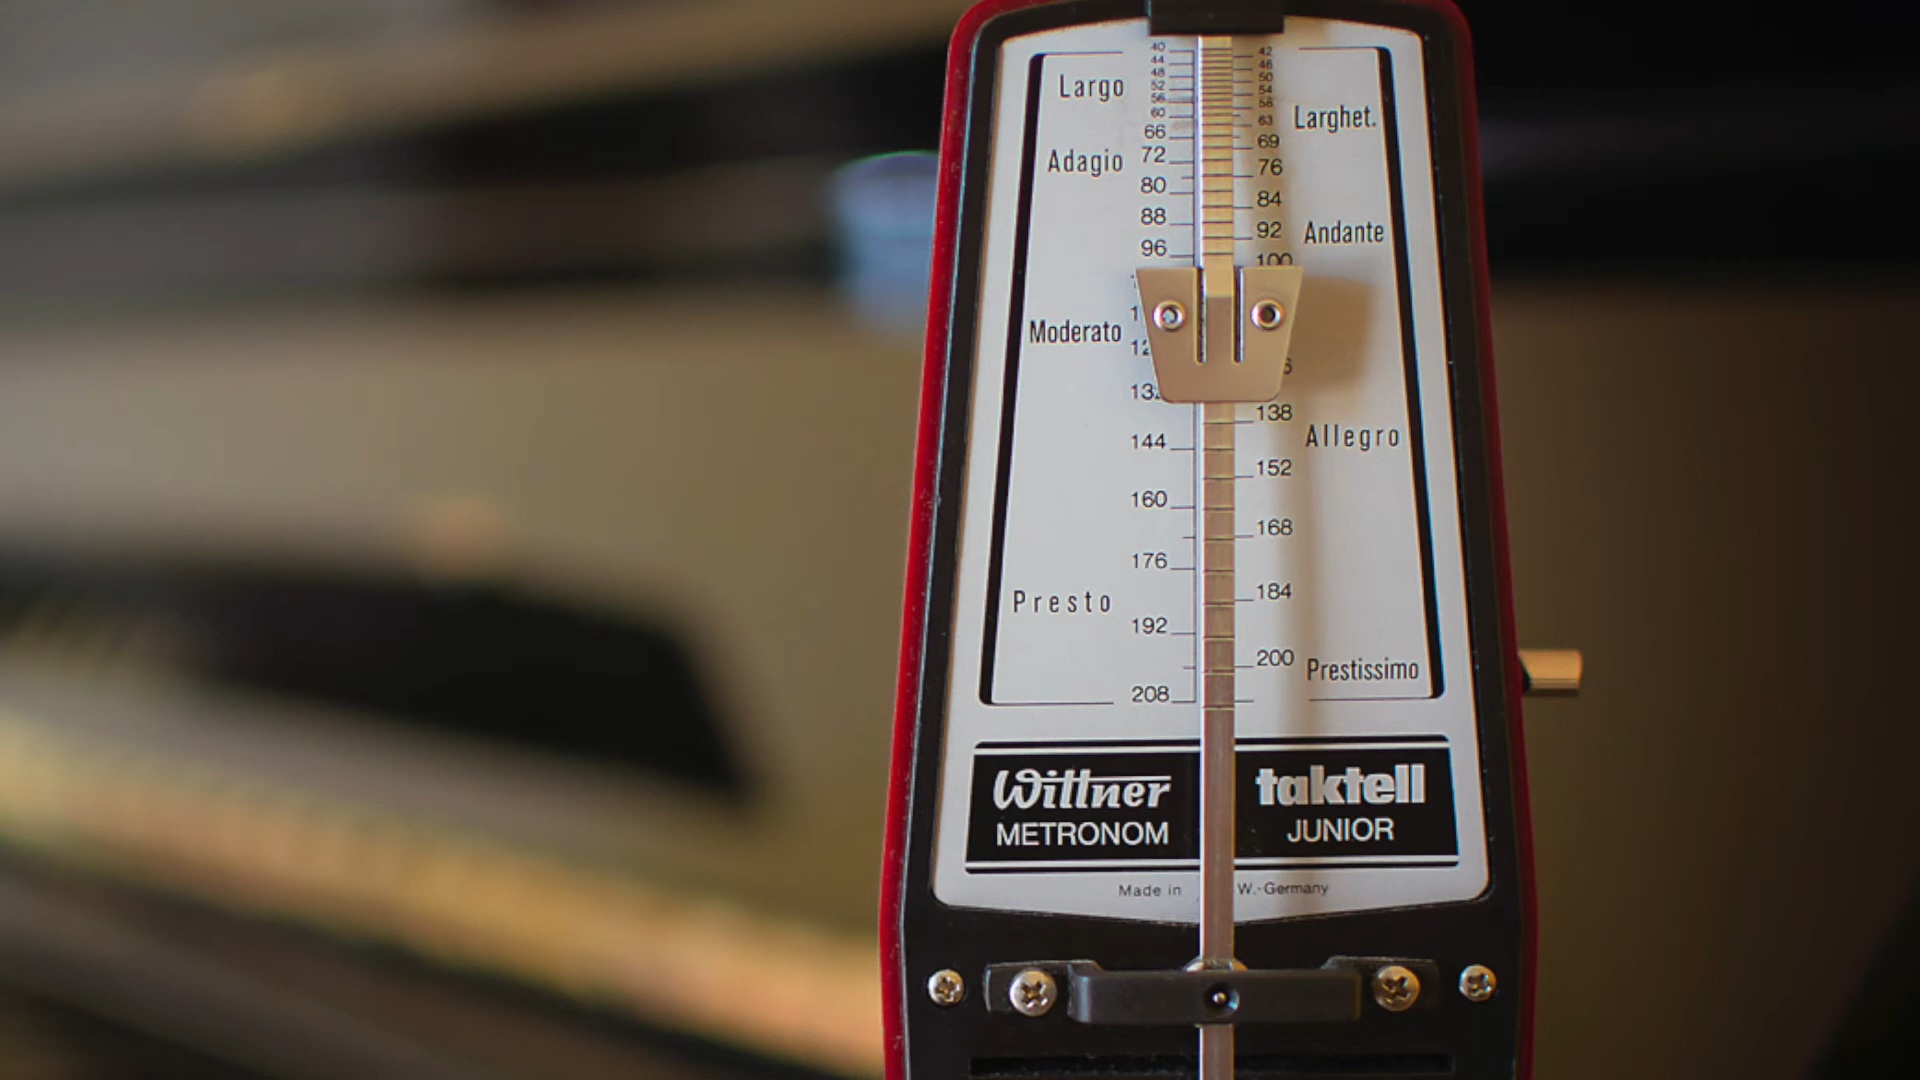 40 42
44 46
48 50
52 54
56 58
60 63
Largo
Larghet.
66 69
Adagio 72 76
80 84
88 92 Andante
96 100
Moderato
138
144 Allegro
152
160
168
176
184
Presto
192
200 Prestissimo
208
Wittner taktell
METRONOM JUNIOR
Made in W.-Germany